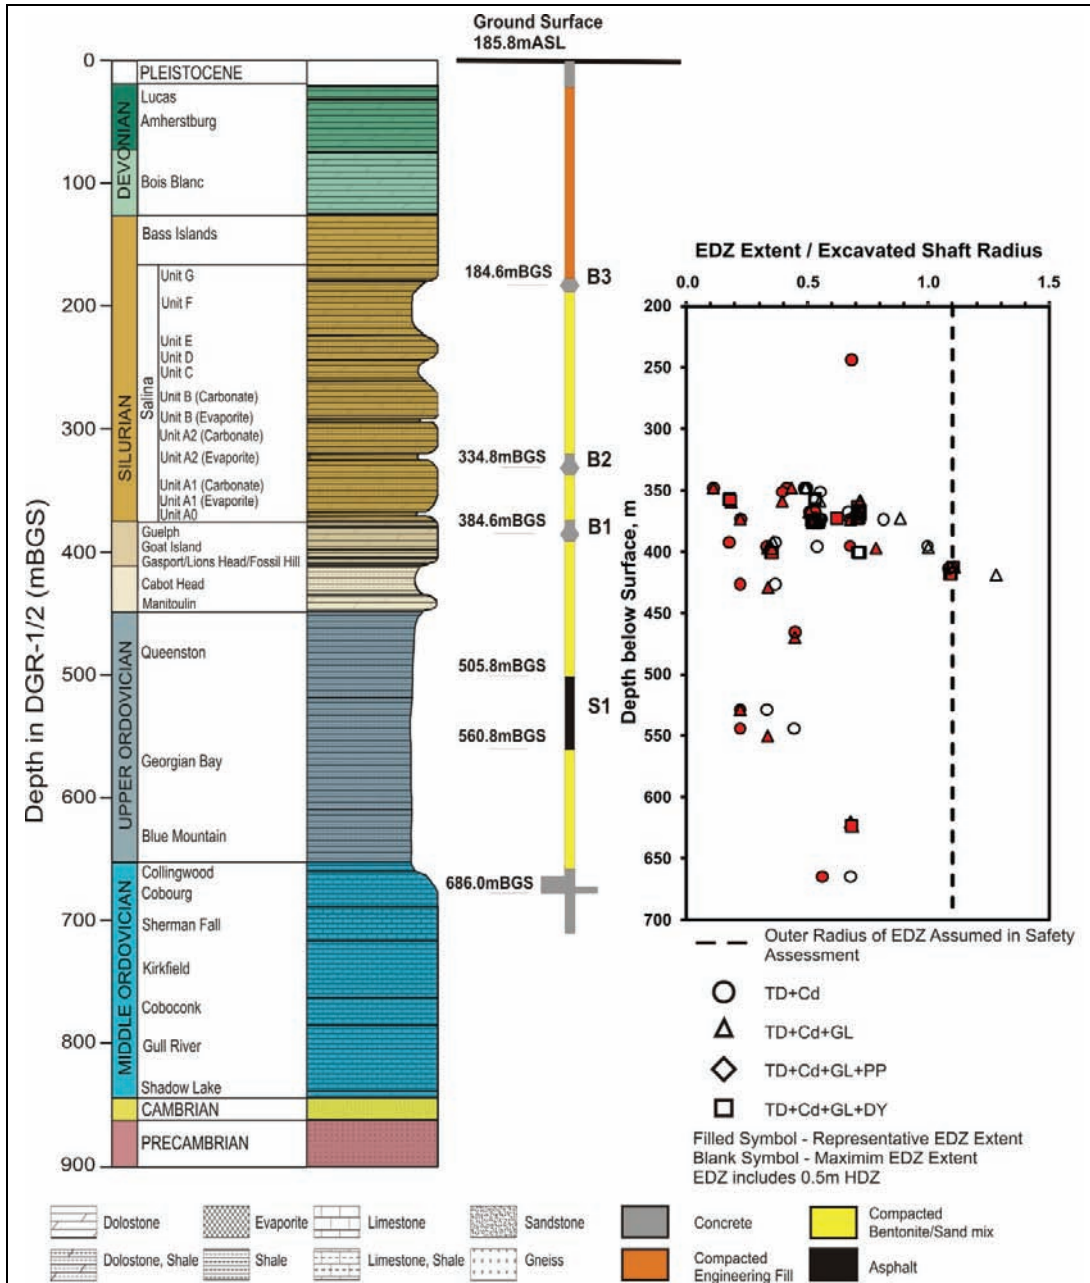 Ground Surface
185.8mASL
Depth in DGR-1/2 (mBGS)
0
100
200
300
400
500
600
700
800
900
DEVONIAN
SILURIAN
UPPER ORDOVICIAN
MIDDLE ORDOVICIAN
PLEISTOCENE
Lucas
Amherstburg
Bois Blanc
Bass Islands
Salina
Unit G
Unit F
Unit E
Unit D
Unit C
Unit B (Carbonate)
Unit B (Evaporite)
Unit A2 (Carbonate)
Unit A2 (Evaporite)
Unit A1 (Carbonate)
Unit A1 (Evaporite)
Unit A0
Guelph
Goat Island
Gasport/Lions Head/Fossil Hill
Cabot Head
Manitoulin
Queenston
Georgian Bay
Blue Mountain
Collingwood
Cobourg
Sherman Fall
Kirkfield
Coboconk
Gull River
Shadow Lake
CAMBRIAN
PRECAMBRIAN
184.6mBGS B3
334.8mBGS B2
384.6mBGS B1
505.8mBGS
S1
560.8mBGS
686.0mBGS
EDZ Extent / Excavated Shaft Radius
0.0 0.5 1.0 1.5
Depth below Surface, m
200
250
300
350
400
450
500
550
600
650
700
Outer Radius of EDZ Assumed in Safety
Assessment
TD+Cd
TD+Cd+GL
TD+Cd+GL+PP
TD+Cd+GL+DY
Filled Symbol - Representative EDZ Extent
Blank Symbol - Maximim EDZ Extent
EDZ includes 0.5m HDZ
Dolostone
Evaporite
Limestone
Sandstone
Concrete
Compacted
Bentonite/Sand mix
Dolostone, Shale
Shale
Limestone, Shale
Gneiss
Compacted
Engineering Fill
Asphalt